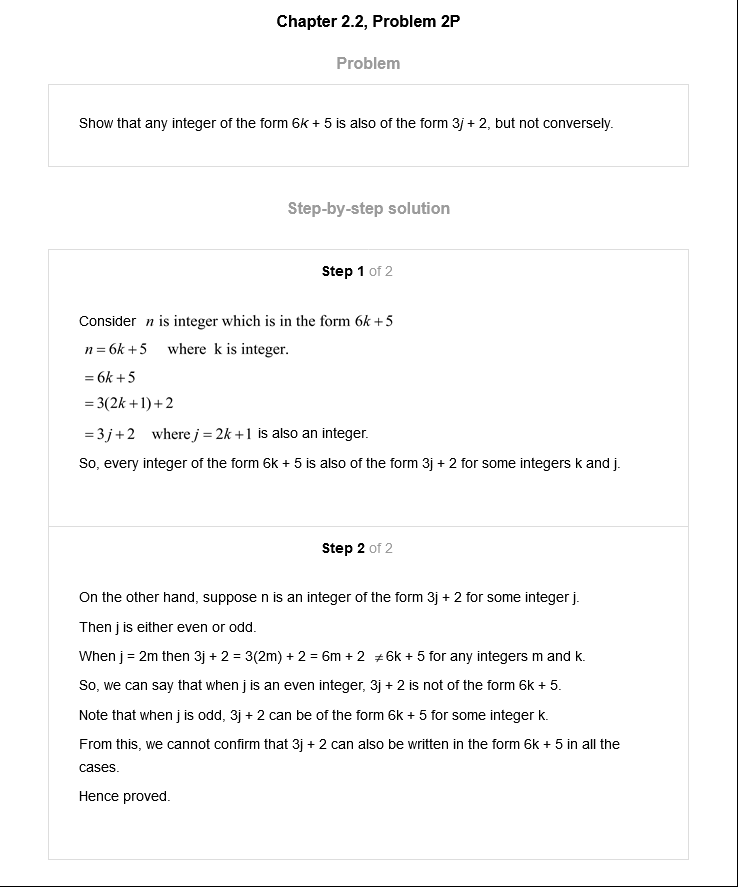 Chapter 2.2, Problem 2P
Problem
Show that any integer of the form 6k + 5 is also of the form 3j + 2, but not conversely.
Step-by-step solution
Step 1 of 2
Consider n is integer which is in the form 6k + 5
n = 6k + 5 where k is integer.
= 6k + 5
= 3(2k + 1) + 2
= 3j + 2 where j = 2k + 1 is also an integer.
So, every integer of the form 6k + 5 is also of the form 3j + 2 for some integers k and j.
Step 2 of 2
On the other hand, suppose n is an integer of the form 3j + 2 for some integer j.
Then j is either even or odd.
When j = 2m then 3j + 2 = 3(2m) + 2 = 6m + 2 ≠ 6k + 5 for any integers m and k.
So, we can say that when j is an even integer, 3j + 2 is not of the form 6k + 5.
Note that when j is odd, 3j + 2 can be of the form 6k + 5 for some integer k.
From this, we cannot confirm that 3j + 2 can also be written in the form 6k + 5 in all the
cases.
Hence proved.